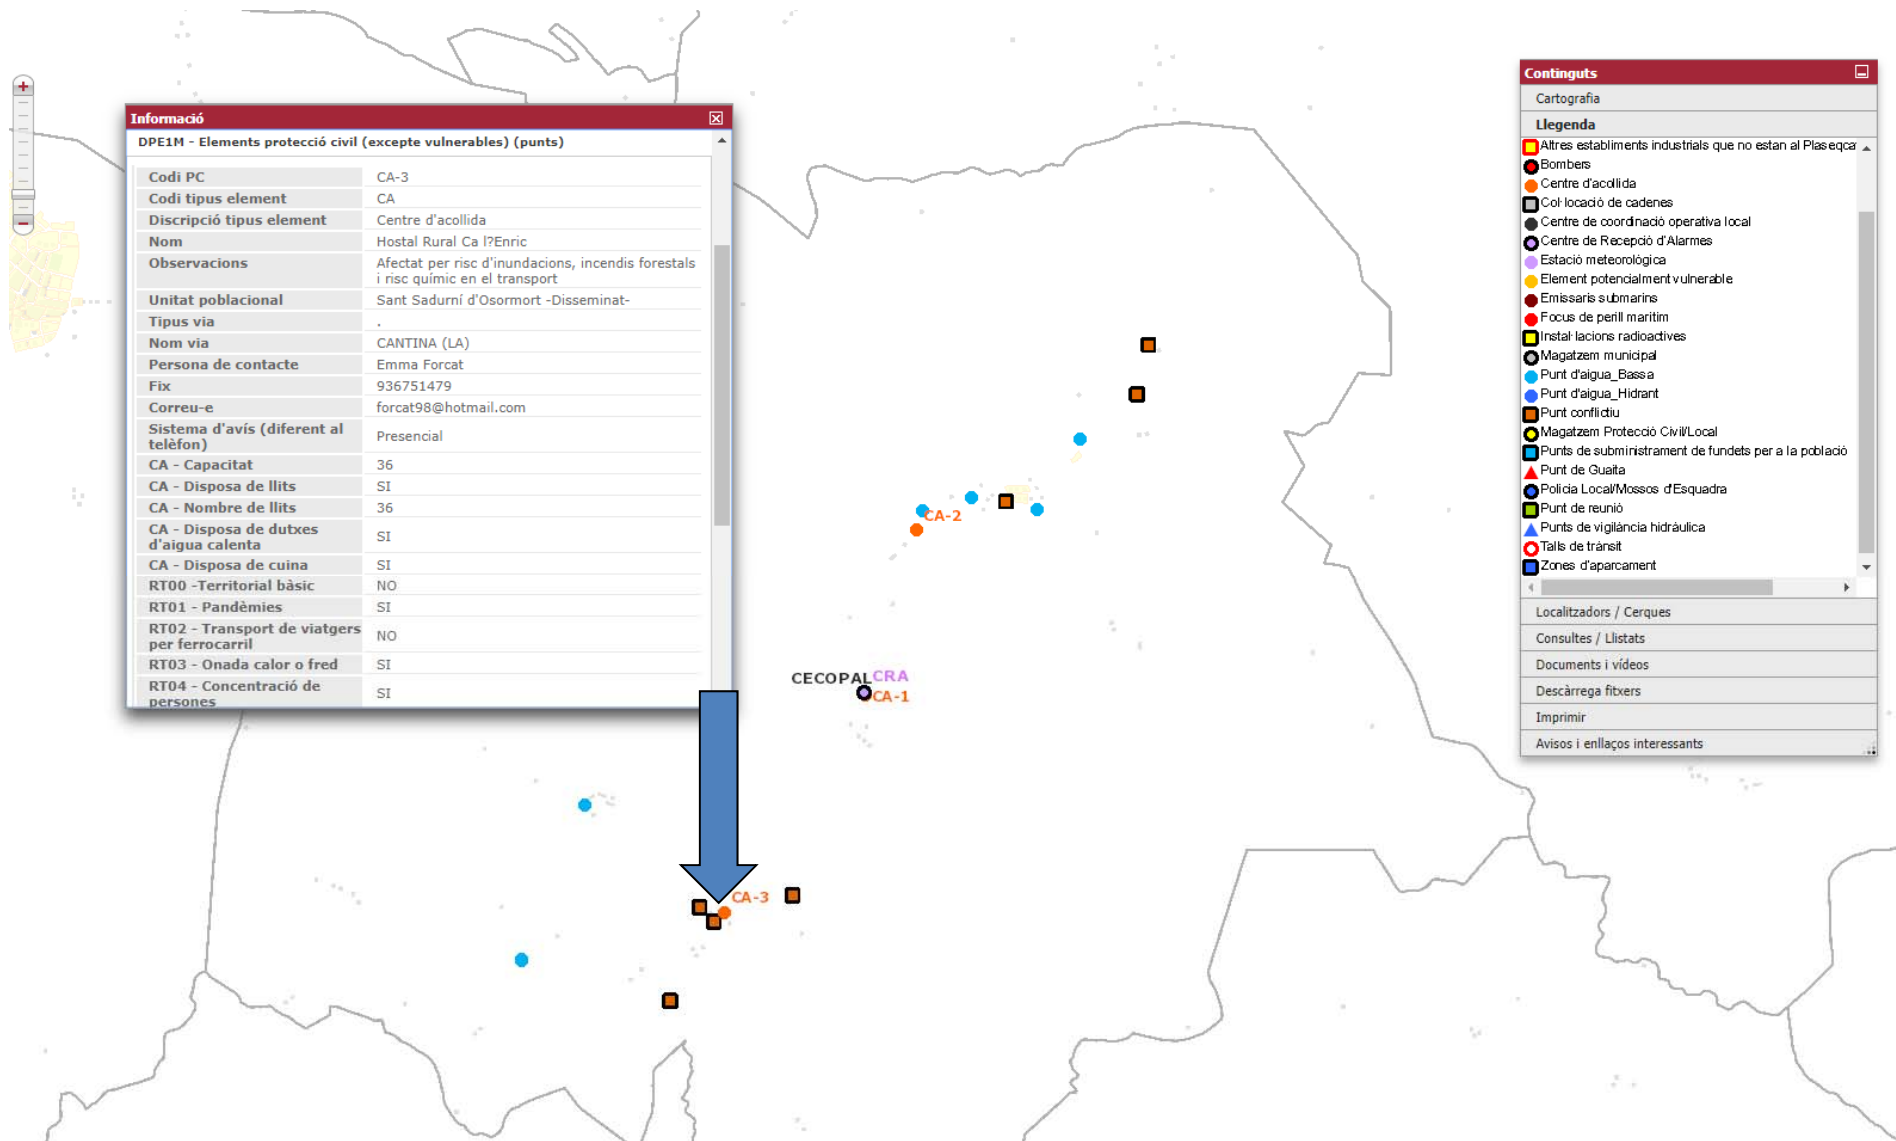 Informació
DPE1M - Elements protecció civil (excepte vulnerables) (punts)
Codi PC CA-3
Codi tipus element CA
Discripció tipus element Centre d'acollida
Nom Hostal Rural Ca l?Enric
Observacions Afectat per risc d'inundacions, incendis forestals
i risc químic en el transport
Unitat poblacional Sant Sadurní d'Osormort -Disseminat-
Tipus via .
Nom via CANTINA (LA)
Persona de contacte Emma Forcat
Fix 936751479
Correu-e forcat98@hotmail.com
Sistema d'avís (diferent al
telèfon) Presencial
CA - Capacitat 36
CA - Disposa de llits SI
CA - Nombre de llits 36
CA - Disposa de dutxes
d'aigua calenta SI
CA - Disposa de cuina SI
RT00 -Territorial bàsic NO
RT01 - Pandèmies SI
RT02 - Transport de viatgers
per ferrocarril NO
RT03 - Onada calor o fred SI
RT04 - Concentració de
persones SI
CA-2
CECOPAL CRA
CA-1
CA-3
Continguts
Cartografia
Llegenda
Altres establiments industrials que no estan al Plaseqca
Bombers
Centre d'acollida
Col·locació de cadenes
Centre de coordinació operativa local
Centre de Recepció d'Alarmes
Estació meteorològica
Element potencialment vulnerable
Emissaris submarins
Focus de perill marítim
Instal·lacions radioactives
Magatzem municipal
Punt d'aigua_Bassa
Punt d'aigua_Hidrant
Punt conflictiu
Magatzem Protecció Civil/Local
Punts de subministrament de fundets per a la població
Punt de Guaita
Policia Local/Mossos d'Esquadra
Punt de reunió
Punts de vigilància hidràulica
Talls de trànsit
Zones d'aparcament
Localitzadors / Cerques
Consultes / Llistats
Documents i vídeos
Descàrrega fitxers
Imprimir
Avisos i enllaços interessants